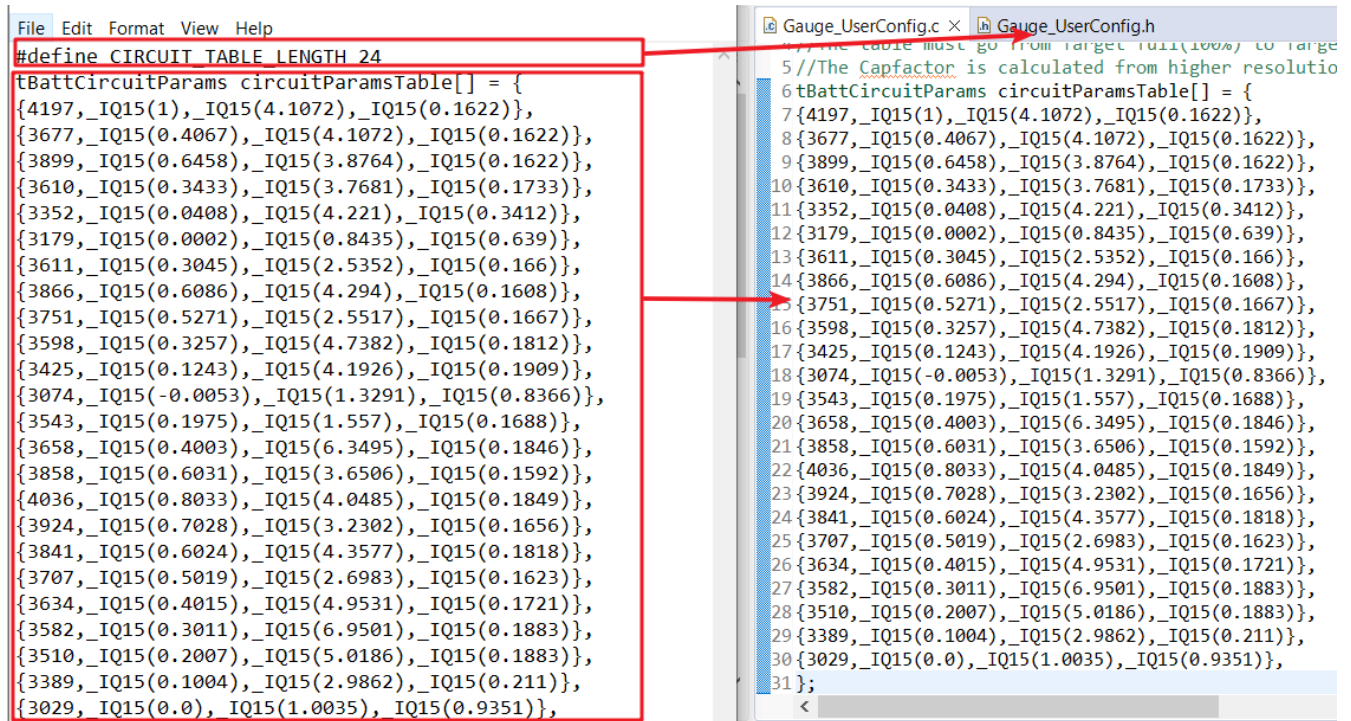 File Edit Format View Help
#define CIRCUIT_TABLE_LENGTH 24
tBattCircuitParams circuitParamsTable[] = {
{4197,_IQ15(1),_IQ15(4.1072),_IQ15(0.1622)},
{3677,_IQ15(0.4067),_IQ15(4.1072),_IQ15(0.1622)},
{3899,_IQ15(0.6458),_IQ15(3.8764),_IQ15(0.1622)},
{3610,_IQ15(0.3433),_IQ15(3.7681),_IQ15(0.1733)},
{3352,_IQ15(0.0408),_IQ15(4.221),_IQ15(0.3412)},
{3179,_IQ15(0.0002),_IQ15(0.8435),_IQ15(0.639)},
{3611,_IQ15(0.3045),_IQ15(2.5352),_IQ15(0.166)},
{3866,_IQ15(0.6086),_IQ15(4.294),_IQ15(0.1608)},
{3751,_IQ15(0.5271),_IQ15(2.5517),_IQ15(0.1667)},
{3598,_IQ15(0.3257),_IQ15(4.7382),_IQ15(0.1812)},
{3425,_IQ15(0.1243),_IQ15(4.1926),_IQ15(0.1909)},
{3074,_IQ15(-0.0053),_IQ15(1.3291),_IQ15(0.8366)},
{3543,_IQ15(0.1975),_IQ15(1.557),_IQ15(0.1688)},
{3658,_IQ15(0.4003),_IQ15(6.3495),_IQ15(0.1846)},
{3858,_IQ15(0.6031),_IQ15(3.6506),_IQ15(0.1592)},
{4036,_IQ15(0.8033),_IQ15(4.0485),_IQ15(0.1849)},
{3924,_IQ15(0.7028),_IQ15(3.2302),_IQ15(0.1656)},
{3841,_IQ15(0.6024),_IQ15(4.3577),_IQ15(0.1818)},
{3707,_IQ15(0.5019),_IQ15(2.6983),_IQ15(0.1623)},
{3634,_IQ15(0.4015),_IQ15(4.9531),_IQ15(0.1721)},
{3582,_IQ15(0.3011),_IQ15(6.9501),_IQ15(0.1883)},
{3510,_IQ15(0.2007),_IQ15(5.0186),_IQ15(0.1883)},
{3389,_IQ15(0.1004),_IQ15(2.9862),_IQ15(0.211)},
{3029,_IQ15(0.0),_IQ15(1.0035),_IQ15(0.9351)},
Gauge_UserConfig.c Gauge_UserConfig.h
4 //The table must go from Target full(100%) to Targe
5 //The Capfactor is calculated from higher resolutio
6 tBattCircuitParams circuitParamsTable[] = {
7 {4197,_IQ15(1),_IQ15(4.1072),_IQ15(0.1622)},
8 {3677,_IQ15(0.4067),_IQ15(4.1072),_IQ15(0.1622)},
9 {3899,_IQ15(0.6458),_IQ15(3.8764),_IQ15(0.1622)},
10 {3610,_IQ15(0.3433),_IQ15(3.7681),_IQ15(0.1733)},
11 {3352,_IQ15(0.0408),_IQ15(4.221),_IQ15(0.3412)},
12 {3179,_IQ15(0.0002),_IQ15(0.8435),_IQ15(0.639)},
13 {3611,_IQ15(0.3045),_IQ15(2.5352),_IQ15(0.166)},
14 {3866,_IQ15(0.6086),_IQ15(4.294),_IQ15(0.1608)},
15 {3751,_IQ15(0.5271),_IQ15(2.5517),_IQ15(0.1667)},
16 {3598,_IQ15(0.3257),_IQ15(4.7382),_IQ15(0.1812)},
17 {3425,_IQ15(0.1243),_IQ15(4.1926),_IQ15(0.1909)},
18 {3074,_IQ15(-0.0053),_IQ15(1.3291),_IQ15(0.8366)},
19 {3543,_IQ15(0.1975),_IQ15(1.557),_IQ15(0.1688)},
20 {3658,_IQ15(0.4003),_IQ15(6.3495),_IQ15(0.1846)},
21 {3858,_IQ15(0.6031),_IQ15(3.6506),_IQ15(0.1592)},
22 {4036,_IQ15(0.8033),_IQ15(4.0485),_IQ15(0.1849)},
23 {3924,_IQ15(0.7028),_IQ15(3.2302),_IQ15(0.1656)},
24 {3841,_IQ15(0.6024),_IQ15(4.3577),_IQ15(0.1818)},
25 {3707,_IQ15(0.5019),_IQ15(2.6983),_IQ15(0.1623)},
26 {3634,_IQ15(0.4015),_IQ15(4.9531),_IQ15(0.1721)},
27 {3582,_IQ15(0.3011),_IQ15(6.9501),_IQ15(0.1883)},
28 {3510,_IQ15(0.2007),_IQ15(5.0186),_IQ15(0.1883)},
29 {3389,_IQ15(0.1004),_IQ15(2.9862),_IQ15(0.211)},
30 {3029,_IQ15(0.0),_IQ15(1.0035),_IQ15(0.9351)},
31 };